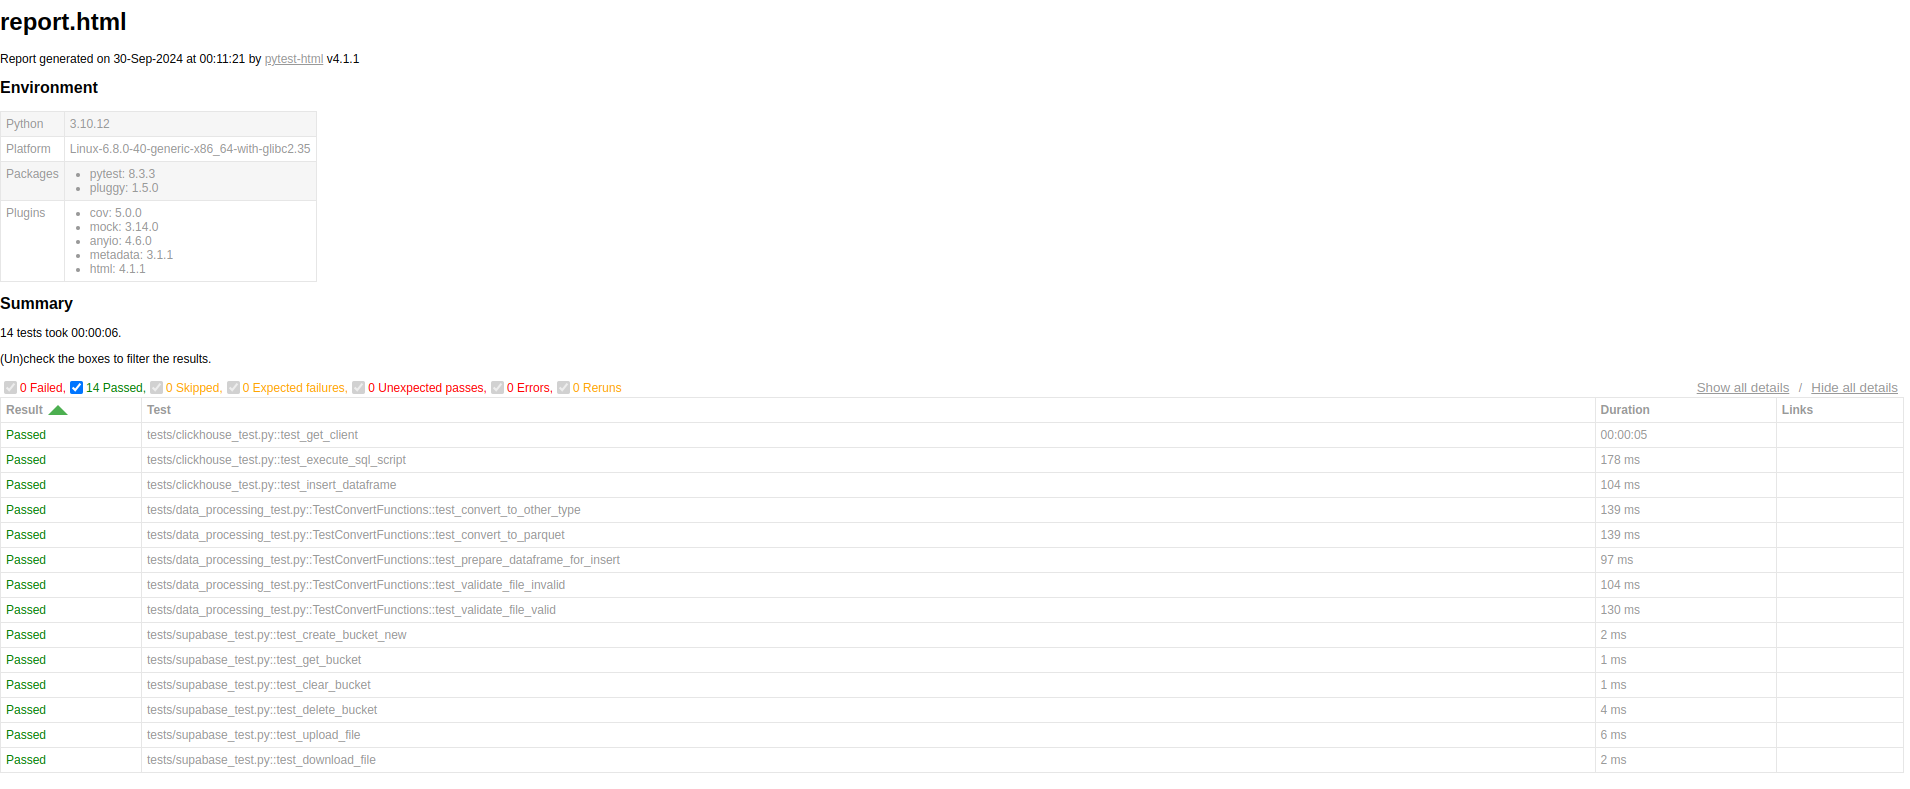 report.html
Report generated on 30-Sep-2024 at 00:11:21 by pytest-html v4.1.1
Environment
Python 3.10.12
Platform Linux-6.8.0-40-generic-x86_64-with-glibc2.35
Packages • pytest: 8.3.3
• pluggy: 1.5.0
Plugins • cov: 5.0.0
• mock: 3.14.0
• anyio: 4.6.0
• metadata: 3.1.1
• html: 4.1.1
Summary
14 tests took 00:00:06.
(Un)check the boxes to filter the results.
0 Failed, 14 Passed, 0 Skipped, 0 Expected failures, 0 Unexpected passes, 0 Errors, 0 Reruns Show all details / Hide all details
Result Test Duration Links
Passed tests/clickhouse_test.py::test_get_client 00:00:05
Passed tests/clickhouse_test.py::test_execute_sql_script 178 ms
Passed tests/clickhouse_test.py::test_insert_dataframe 104 ms
Passed tests/data_processing_test.py::TestConvertFunctions::test_convert_to_other_type 139 ms
Passed tests/data_processing_test.py::TestConvertFunctions::test_convert_to_parquet 139 ms
Passed tests/data_processing_test.py::TestConvertFunctions::test_prepare_dataframe_for_insert 97 ms
Passed tests/data_processing_test.py::TestConvertFunctions::test_validate_file_invalid 104 ms
Passed tests/data_processing_test.py::TestConvertFunctions::test_validate_file_valid 130 ms
Passed tests/supabase_test.py::test_create_bucket_new 2 ms
Passed tests/supabase_test.py::test_get_bucket 1 ms
Passed tests/supabase_test.py::test_clear_bucket 1 ms
Passed tests/supabase_test.py::test_delete_bucket 4 ms
Passed tests/supabase_test.py::test_upload_file 6 ms
Passed tests/supabase_test.py::test_download_file 2 ms